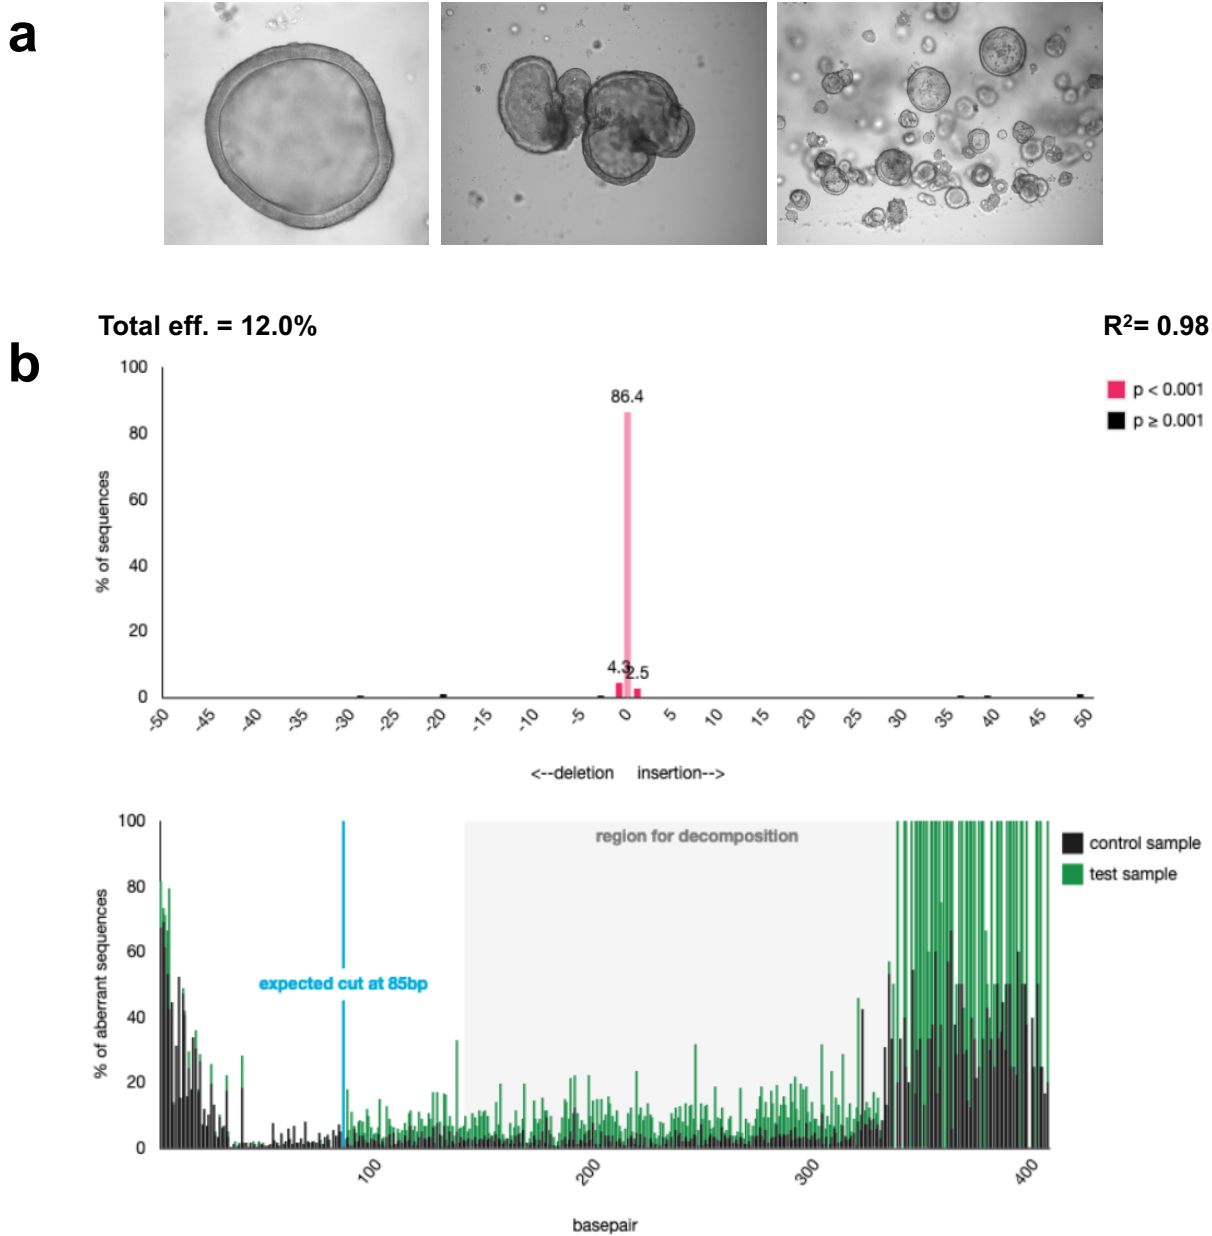 a
Total eff. = 12.0%
R²= 0.98
b
100
80
60
40
20
0
% of sequences
86.4
4.3
2.5
p < 0.001
p ≥ 0.001
-50 -45 -40 -35 -30 -25 -20 -15 -10 -5 0 5 10 15 20 25 30 35 40 45 50
<--deletion insertion-->
100
80
60
40
20
0
% of aberrant sequences
region for decomposition
expected cut at 85bp
control sample
test sample
100 200 300 400
basepair